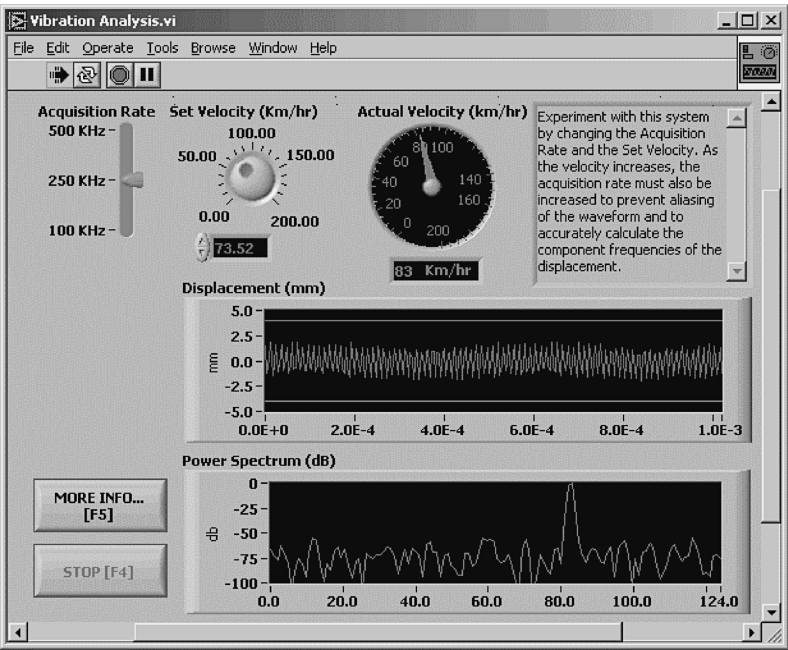 Vibration Analysis.vi
File Edit Operate Tools Browse Window Help
Acquisition Rate
500 KHz
250 KHz
100 KHz
Set Velocity (Km/hr)
100.00
50.00 150.00
0.00 200.00
73.52
Actual Velocity (km/hr)
80 100
60
40 140
20 160
0 200
83 Km/hr
Experiment with this system
by changing the Acquisition
Rate and the Set Velocity. As
the velocity increases, the
acquisition rate must also be
increased to prevent aliasing
of the waveform and to
accurately calculate the
component frequencies of the
displacement.
Displacement (mm)
5.0
2.5
0.0
-2.5
-5.0
mm
0.0E+0 2.0E-4 4.0E-4 6.0E-4 8.0E-4 1.0E-3
Power Spectrum (dB)
0
-25
-50
-75
-100
db
0.0 20.0 40.0 60.0 80.0 100.0 124.0
MORE INFO...
[F5]
STOP [F4]